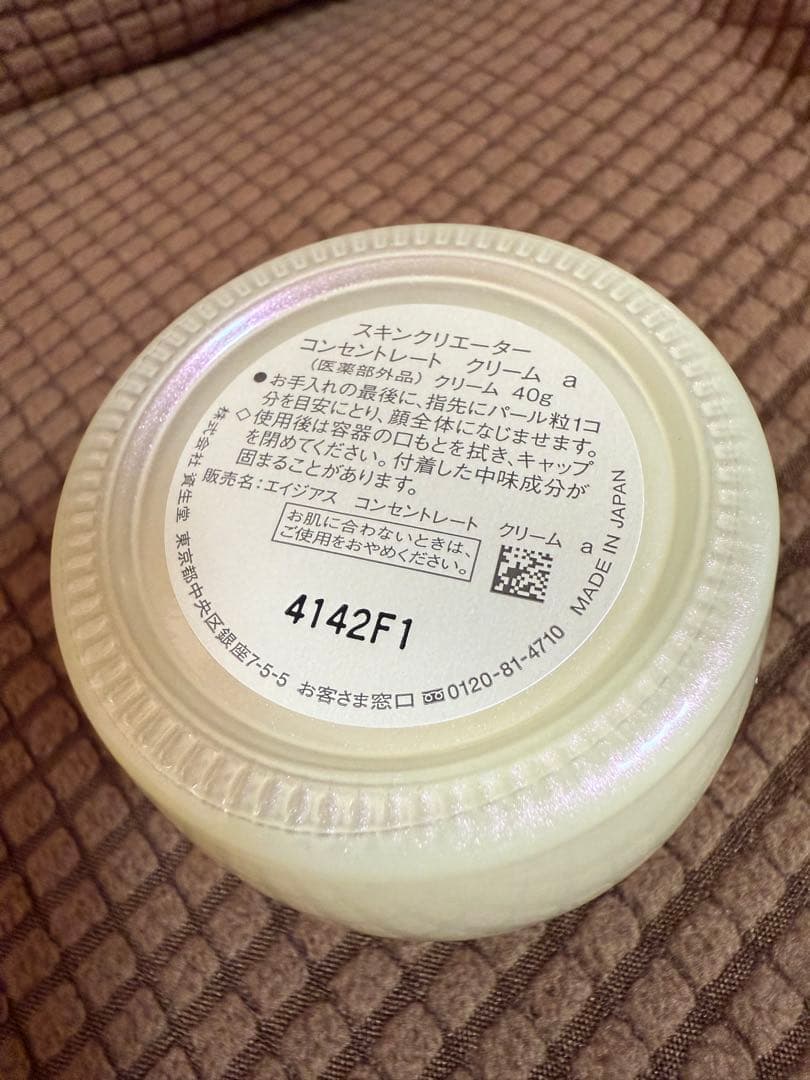 スキンクリエーター
コンセントレート　クリーム　a
（医薬部外品） クリーム 40g
●お手入れの最後に、指先にパール粒1コ
分を目安にとり、顔全体になじませます。
◇使用後は容器の口もとを拭き、キャップ
を閉めてください。付着した中味成分が
固まることがあります。
販売名：エイジアス　コンセントレート　クリーム　a
お肌に合わないときは、
ご使用をおやめください。
4142F1
株式会社 資生堂 東京都中央区銀座7-5-5 お客さま窓口 0120-81-4710
MADE IN JAPAN